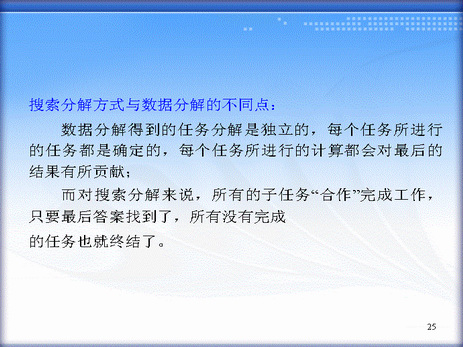 搜索分解方式与数据分解的不同点：
数据分解得到的任务分解是独立的，每个任务所进行
的任务都是确定的，每个任务所进行的计算都会对最后的
结果有所贡献；
而对搜索分解来说，所有的子任务“合作”完成工作，
只要最后答案找到了，所有没有完成
的任务也就终结了。
25